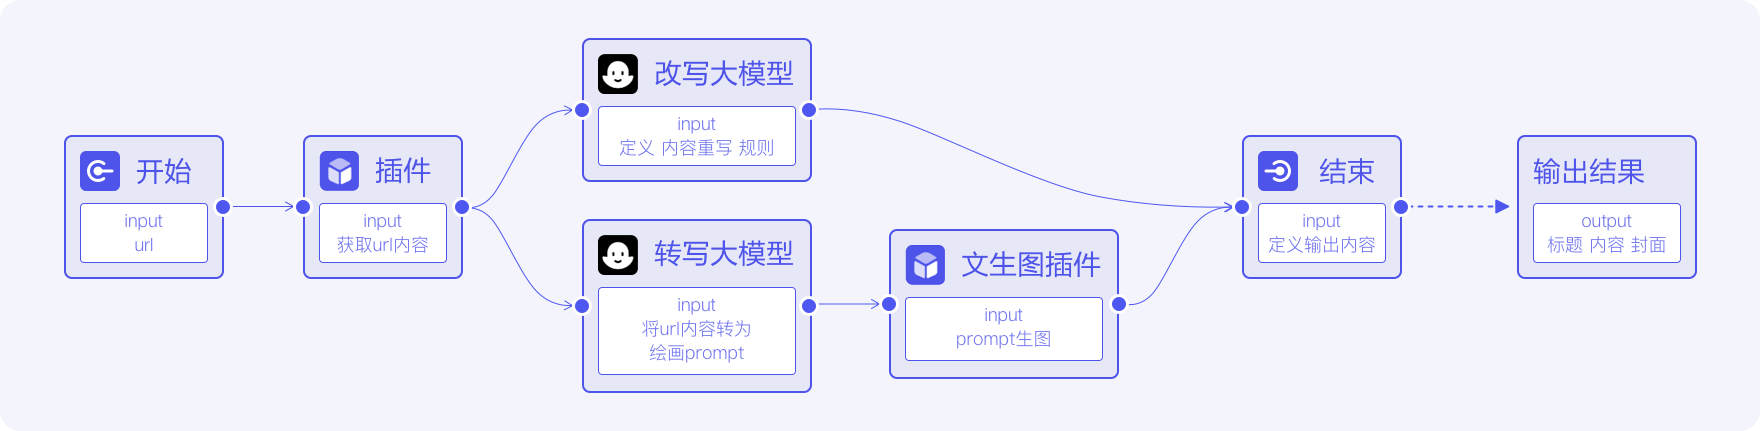 开始
input
url
插件
input
获取url内容
改写大模型
input
定义 内容重写 规则
转写大模型
input
将url内容转为
绘画prompt
文生图插件
input
prompt生图
结束
input
定义输出内容
输出结果
output
标题 内容 封面